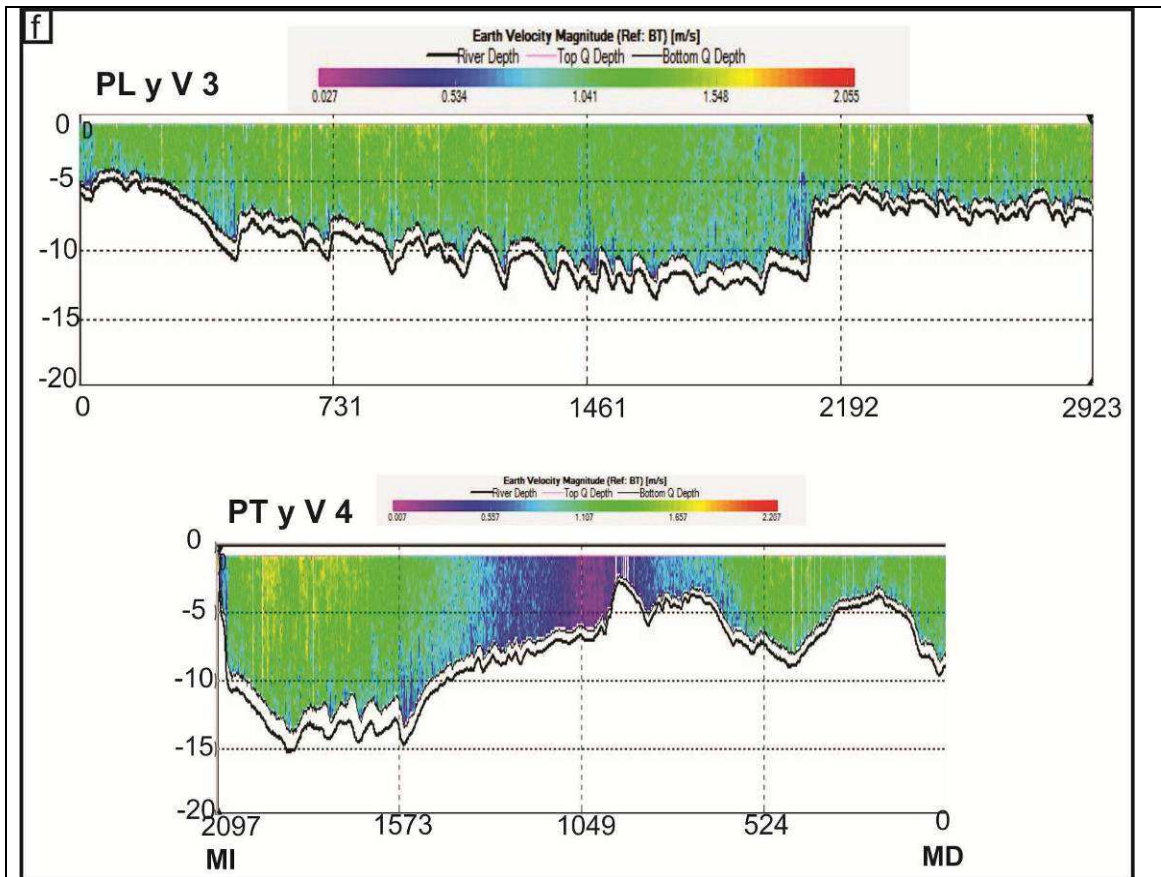 f
Earth Velocity Magnitude (Ref: BT) [m/s]
River Depth Top Q Depth Bottom Q Depth
PL y V 3
0.027 0.534 1.041 1.548 2.055
D
0
-5
-10
-15
-20
0 731 1461 2192 2923
Earth Velocity Magnitude (Ref: BT) [m/s]
River Depth Top Q Depth Bottom Q Depth
PT y V 4
0.007 0.557 1.107 1.657 2.207
0
-5
-10
-15
-20
2097 1573 1049 524 0
MI MD